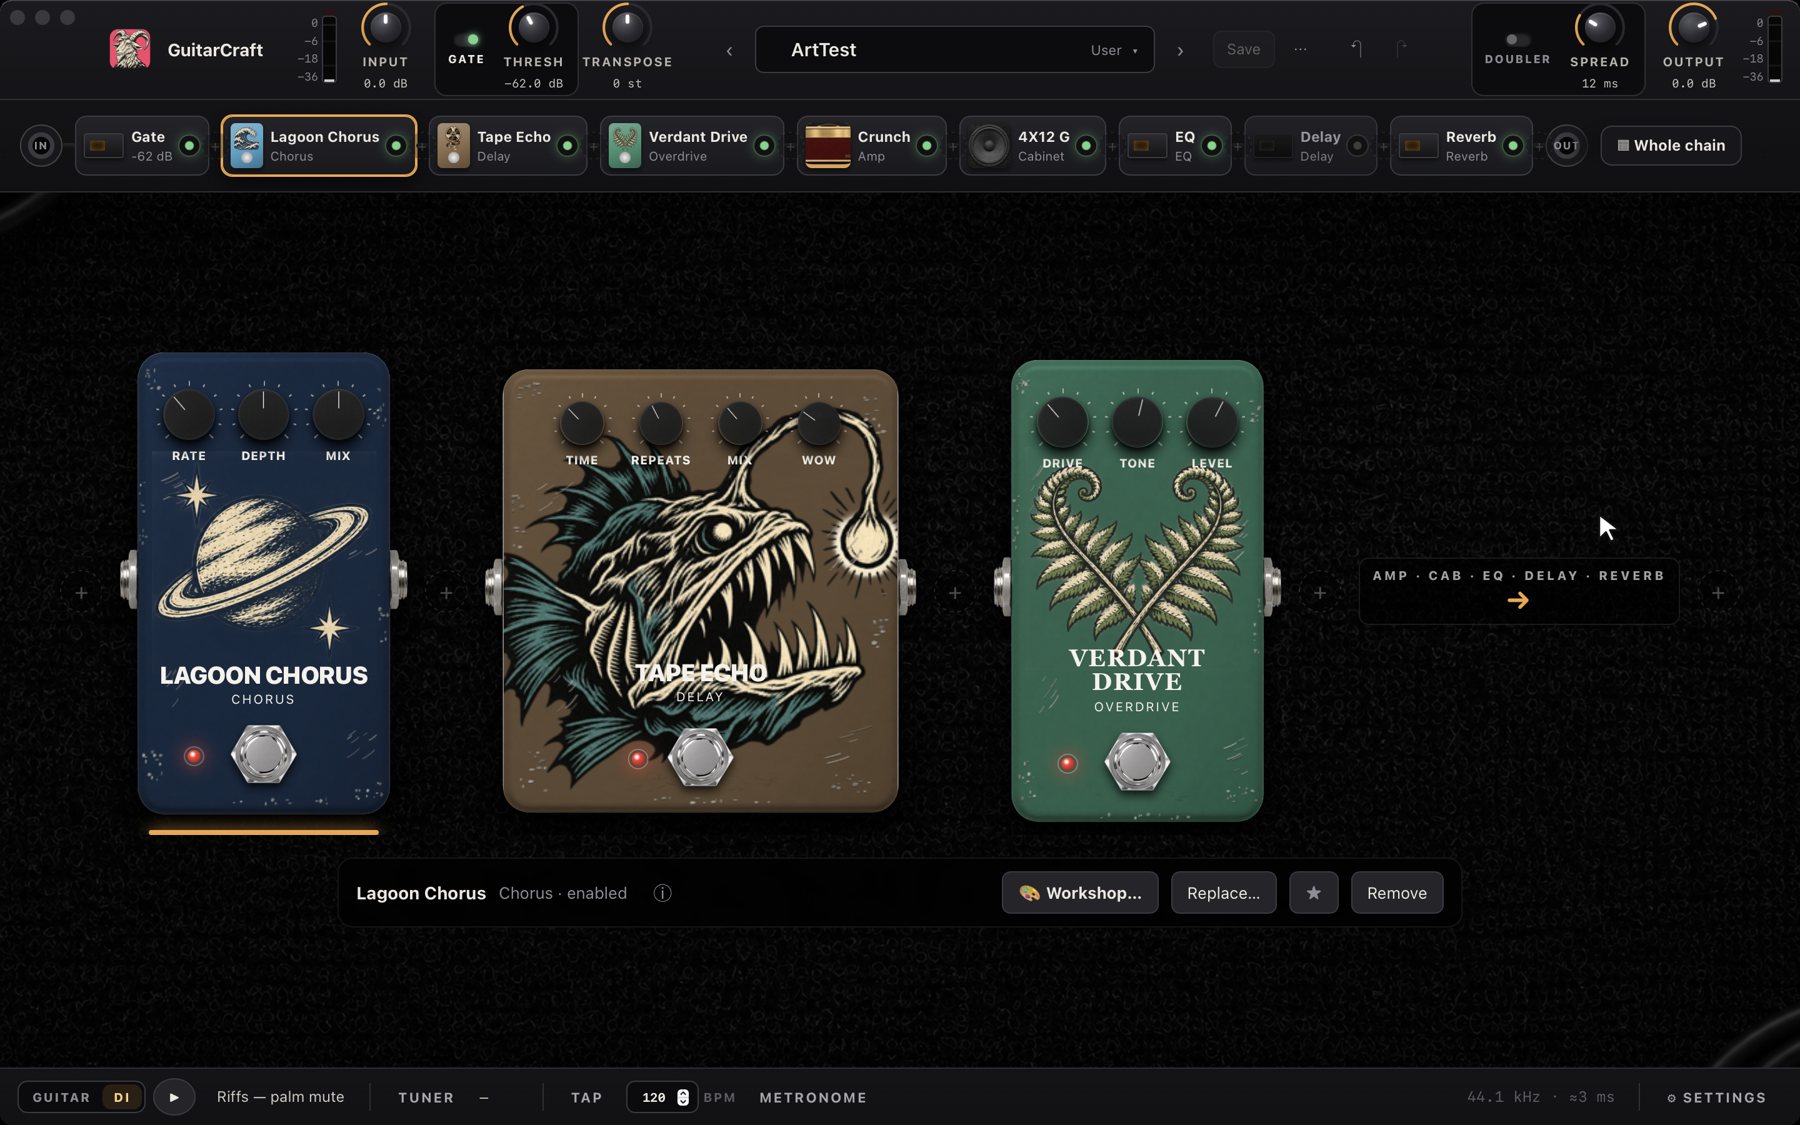 GuitarCraft
0
-6
-18
-36
INPUT
0.0 dB
GATE
THRESH
-62.0 dB
TRANSPOSE
0 st
‹
ArtTest
User ▾
›
Save
...
DOUBLER
SPREAD
12 ms
OUTPUT
0.0 dB
0
-6
-18
-36
IN
Gate
-62 dB
Lagoon Chorus
Chorus
Tape Echo
Delay
Verdant Drive
Overdrive
Crunch
Amp
4X12 G
Cabinet
EQ
EQ
Delay
Delay
Reverb
Reverb
OUT
Whole chain
RATE DEPTH MIX
LAGOON CHORUS
CHORUS
TIME REPEATS MIX WOW
TAPE ECHO
DELAY
DRIVE TONE LEVEL
VERDANT
DRIVE
OVERDRIVE
AMP · CAB · EQ · DELAY · REVERB
→
Lagoon Chorus Chorus · enabled ⓘ
🎨 Workshop...
Replace...
★
Remove
GUITAR DI
Riffs — palm mute
TUNER –
TAP
120 BPM
METRONOME
44.1 kHz · ≈3 ms
⚙ SETTINGS